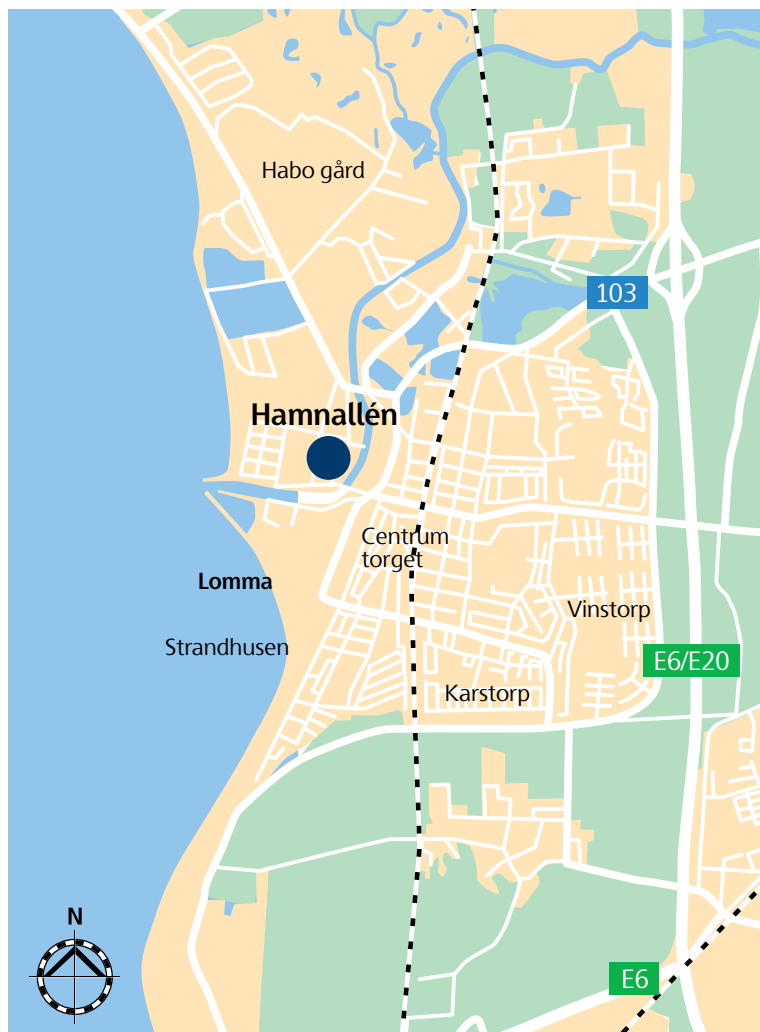 Habo gård
103
Hamnallén
Centrum
torget
Lomma
Vinstorp
Strandhusen
E6/E20
Karstorp
N
E6